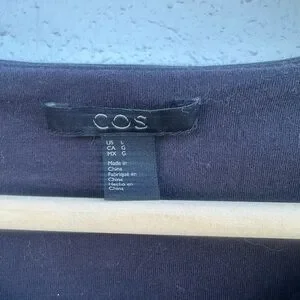 COS
US L
CA G
MX G
Made in
China
Fabriqué en
Chine
Hecho en
China